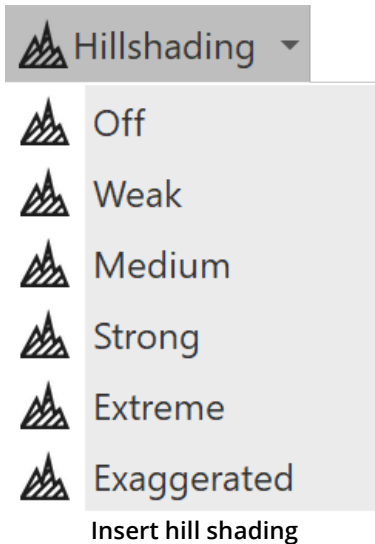 Hillshading
Off
Weak
Medium
Strong
Extreme
Exaggerated
Insert hill shading